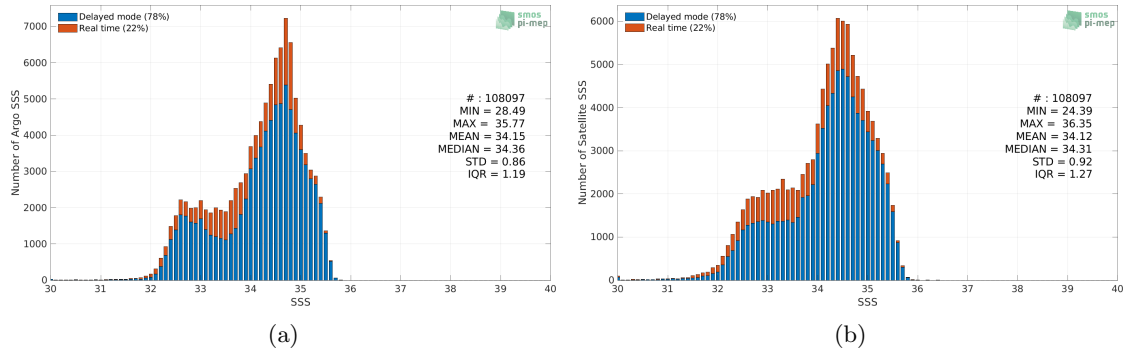 Delayed mode (78%)
Real time (22%)
smos
pi-mep
Number of Argo SSS
7000
6000
5000
4000
3000
2000
1000
0
# : 108097
MIN = 28.49
MAX = 35.77
MEAN = 34.15
MEDIAN = 34.36
STD = 0.86
IQR = 1.19
30 31 32 33 34 35 36 37 38 39 40
SSS
(a)
Delayed mode (78%)
Real time (22%)
smos
pi-mep
Number of Satellite SSS
6000
5000
4000
3000
2000
1000
0
# : 108097
MIN = 24.39
MAX = 36.35
MEAN = 34.12
MEDIAN = 34.31
STD = 0.92
IQR = 1.27
30 31 32 33 34 35 36 37 38 39 40
SSS
(b)